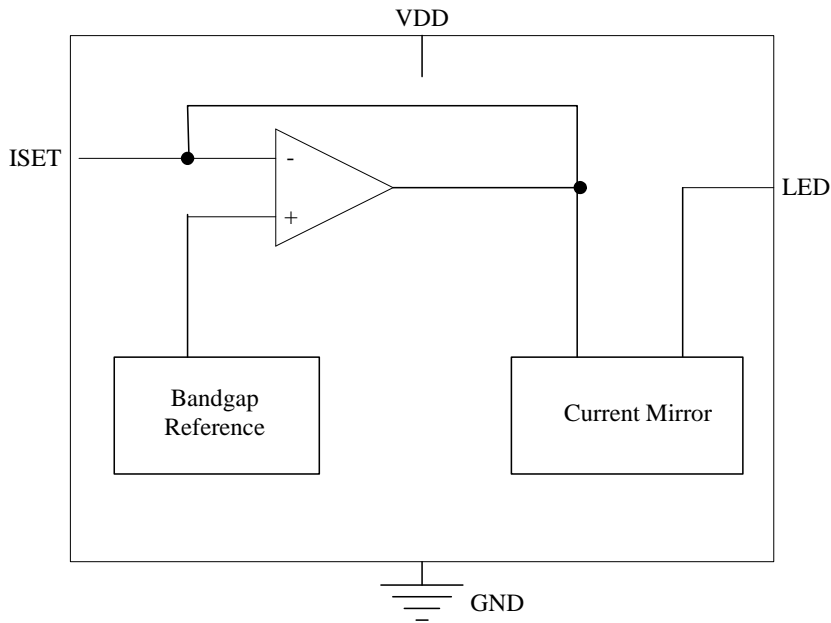 VDD
ISET
-
+
LED
Bandgap
Reference
Current Mirror
GND